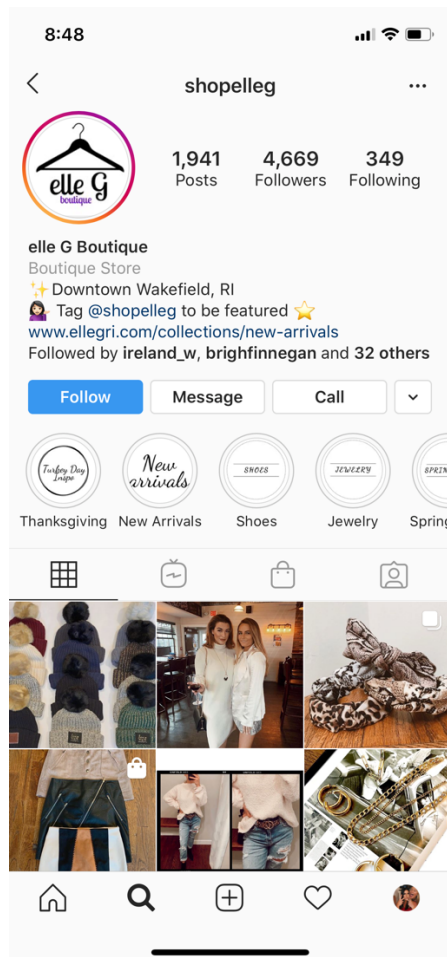 8:48
shopelleg
elle G
boutique
1,941 4,669 349
Posts Followers Following
elle G Boutique
Boutique Store
✨ Downtown Wakefield, RI
💁🏻‍♀️ Tag @shopelleg to be featured ⭐
www.ellegri.com/collections/new-arrivals
Followed by ireland_w, brighfinnegan and 32 others
Follow Message Call
Turkey Day
Inspo
New
arrivals
SHOES
JEWELRY
SPRIN
Thanksgiving New Arrivals Shoes Jewelry Spring